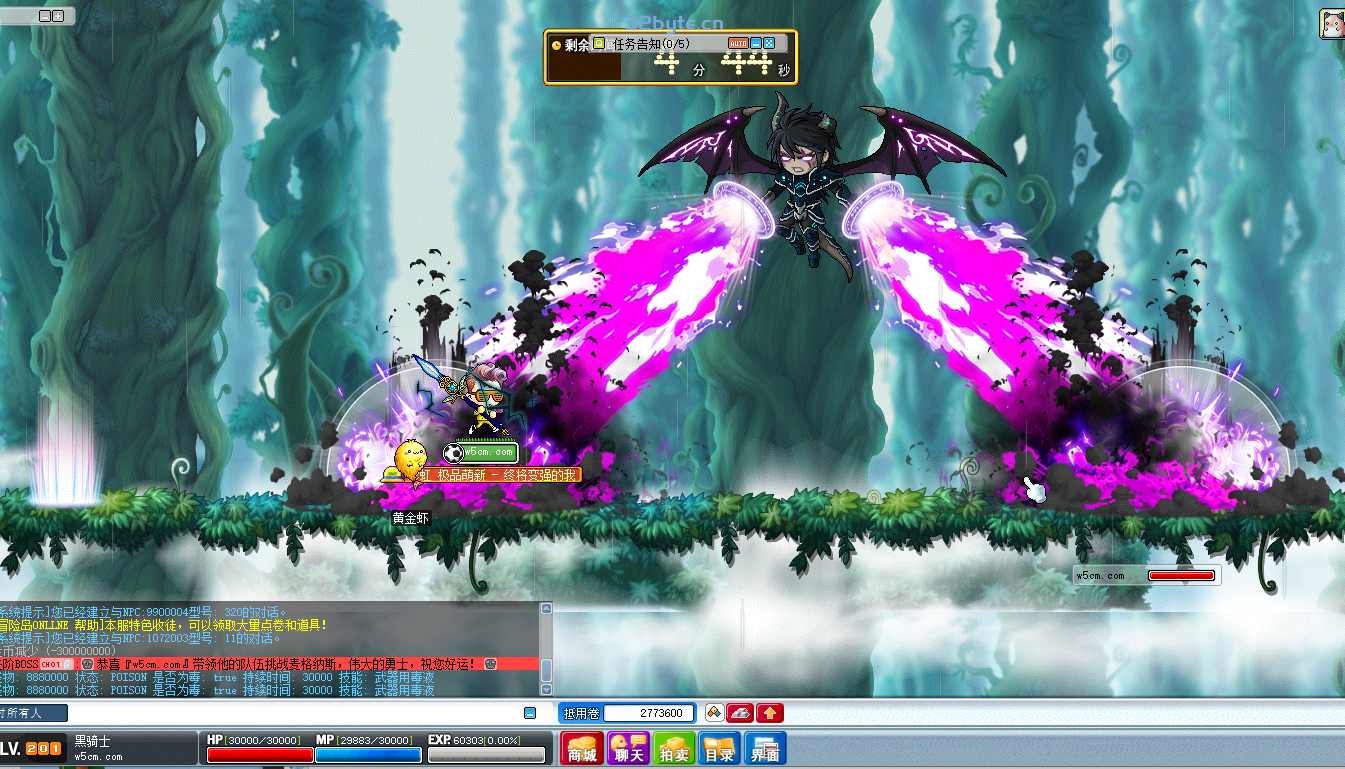 92byte.cn
剩余
任务告知(0/5)
AUTO
4 分 44 秒
w5cm.com
虹 极品萌新 - 终将变强的我
黄金虾
w5cm.com
系统提示]您已经建立与NPC:9900004型号: 320的对话。
冒险岛ONLLNE 帮助]本服特色收徒，可以领取大量点卷和道具!
系统提示]您已经建立与NPC:1072003型号: 11的对话。
币减少 (-300000000)
阶BOSS CH01 : 恭喜『w5cm.com』带领他的队伍挑战麦格纳斯，伟大的勇士，祝您好运!
物: 8880000 状态: POISON 是否为毒: true 持续时间: 30000 技能: 武器用毒液
物: 8880000 状态: POISON 是否为毒: true 持续时间: 30000 技能: 武器用毒液
对所有人
抵用卷 2773600
LV. 201
黑骑士
w5cm.com
HP[30000/30000] MP[29883/30000] EXP 60303[0.00%]
商城 聊天 拍卖 目录 界面